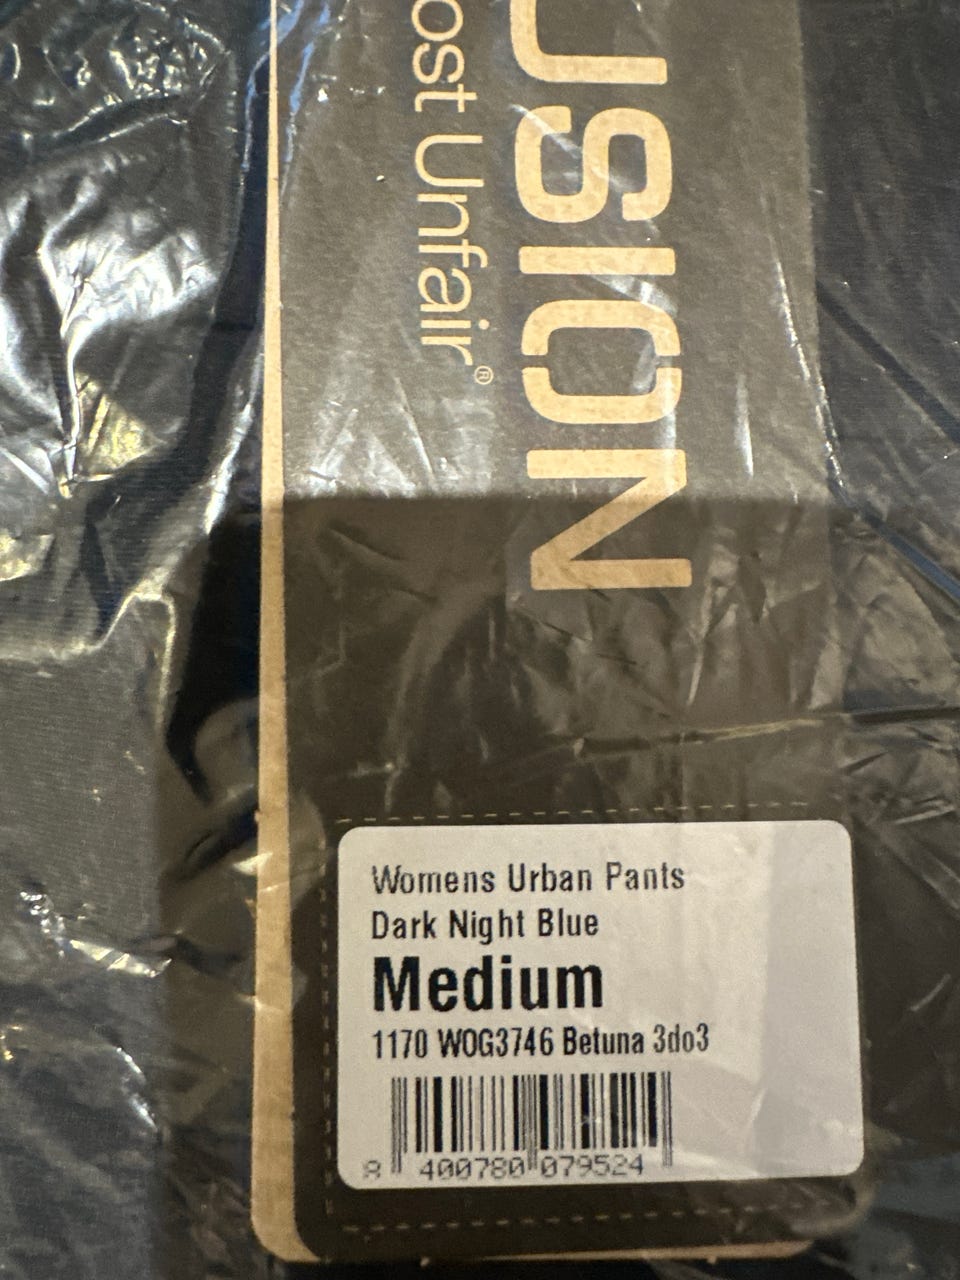 USION
ost Unfair®
Womens Urban Pants
Dark Night Blue
Medium
1170 WOG3746 Betuna 3do3
8 400780 079524